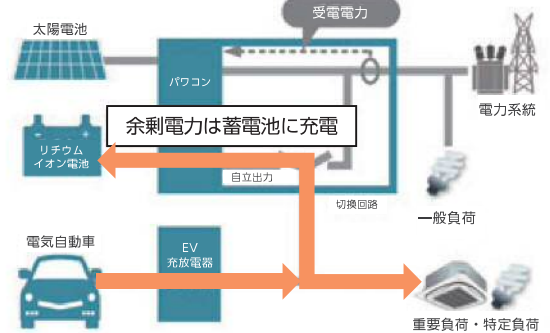 受電電力
太陽電池
パワコン
電力系統
余剰電力は蓄電池に充電
リチウム
イオン電池
自立出力
切換回路
一般負荷
電気自動車
EV
充放電器
重要負荷・特定負荷